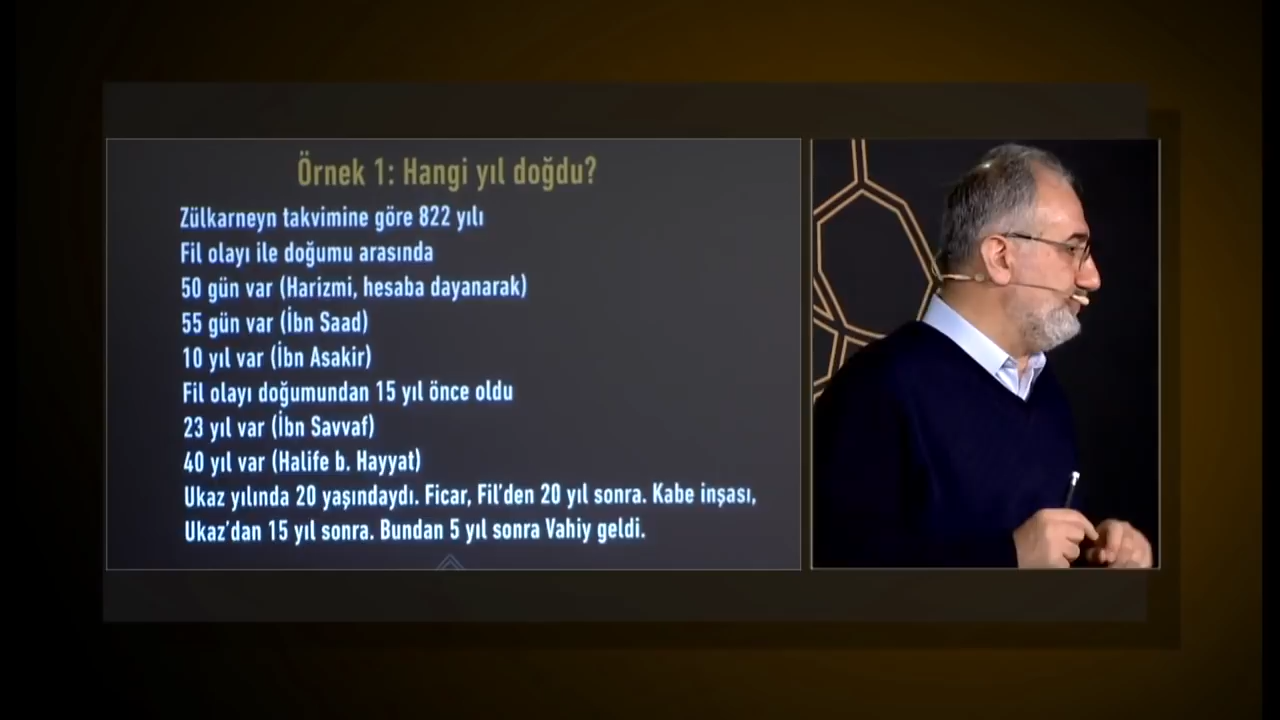 Örnek 1: Hangi yıl doğdu?
Zülkarneyn takvimine göre 822 yılı
Fil olayı ile doğumu arasında
50 gün var (Harizmi, hesaba dayanarak)
55 gün var (İbn Saad)
10 yıl var (İbn Asakir)
Fil olayı doğumundan 15 yıl önce oldu
23 yıl var (İbn Savvaf)
40 yıl var (Halife b. Hayyat)
Ukaz yılında 20 yaşındaydı. Ficar, Fil'den 20 yıl sonra. Kabe inşası,
Ukaz'dan 15 yıl sonra. Bundan 5 yıl sonra Vahiy geldi.